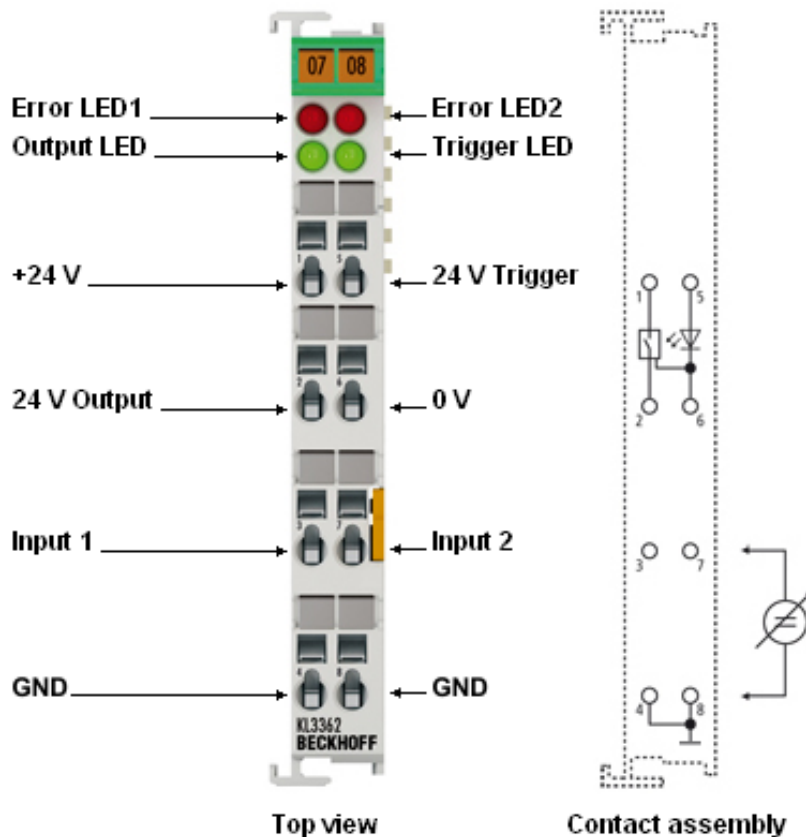 07 08
Error LED1
Error LED2
Output LED
Trigger LED
+24 V
1 5
24 V Trigger
1 5
24 V Output
2 6
0 V
2 6
Input 1
3 7
Input 2
3 7
GND
4 8
GND
4 8
KL3362
BECKHOFF
Top view
Contact assembly